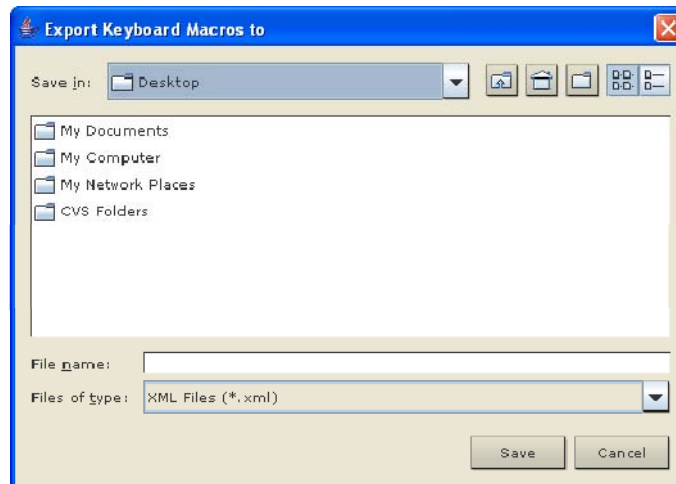 Export Keyboard Macros to
Save in: Desktop
My Documents
My Computer
My Network Places
CVS Folders
File name:
Files of type: XML Files (*.xml)
Save Cancel